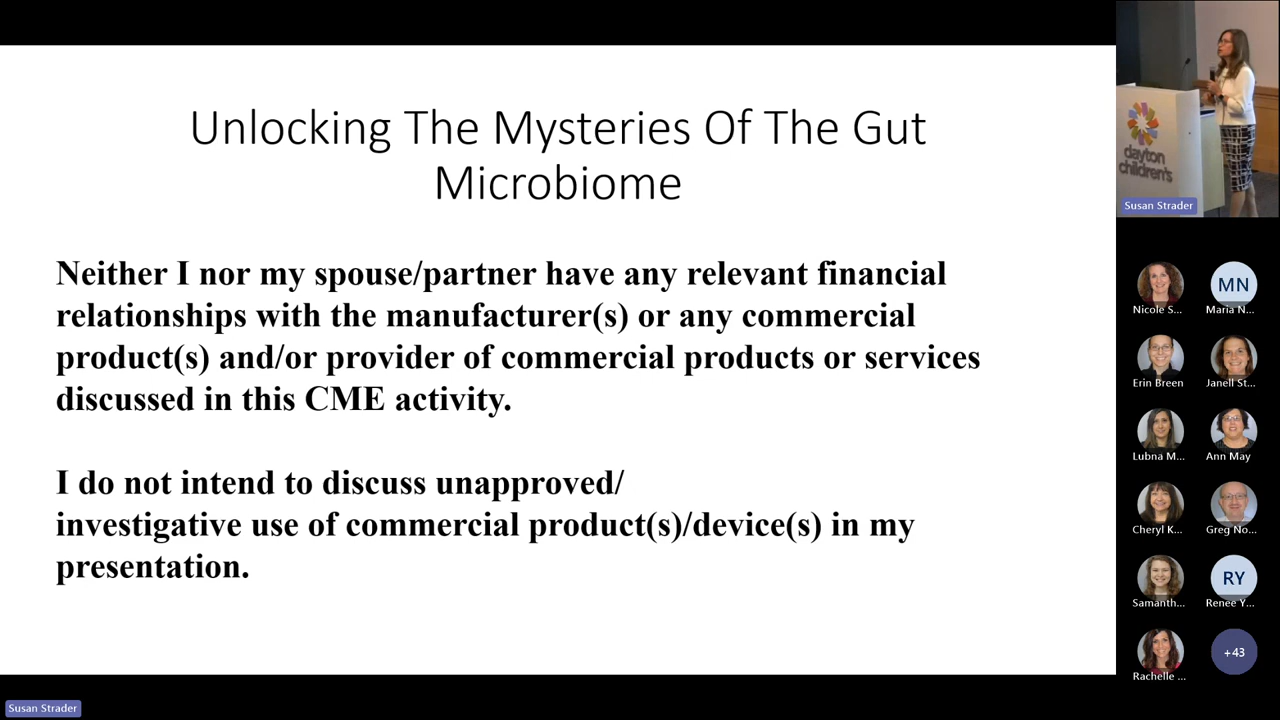 Unlocking The Mysteries Of The Gut
Microbiome
Neither I nor my spouse/partner have any relevant financial
relationships with the manufacturer(s) or any commercial
product(s) and/or provider of commercial products or services
discussed in this CME activity.
I do not intend to discuss unapproved/
investigative use of commercial product(s)/device(s) in my
presentation.
Susan Strader
dayton
children's
Susan Strader
Nicole S...
MN
Maria N...
Erin Breen
Janell St...
Lubna M...
Ann May
Cheryl K...
Greg No...
Samanth...
RY
Renee Y...
Rachelle ...
+43